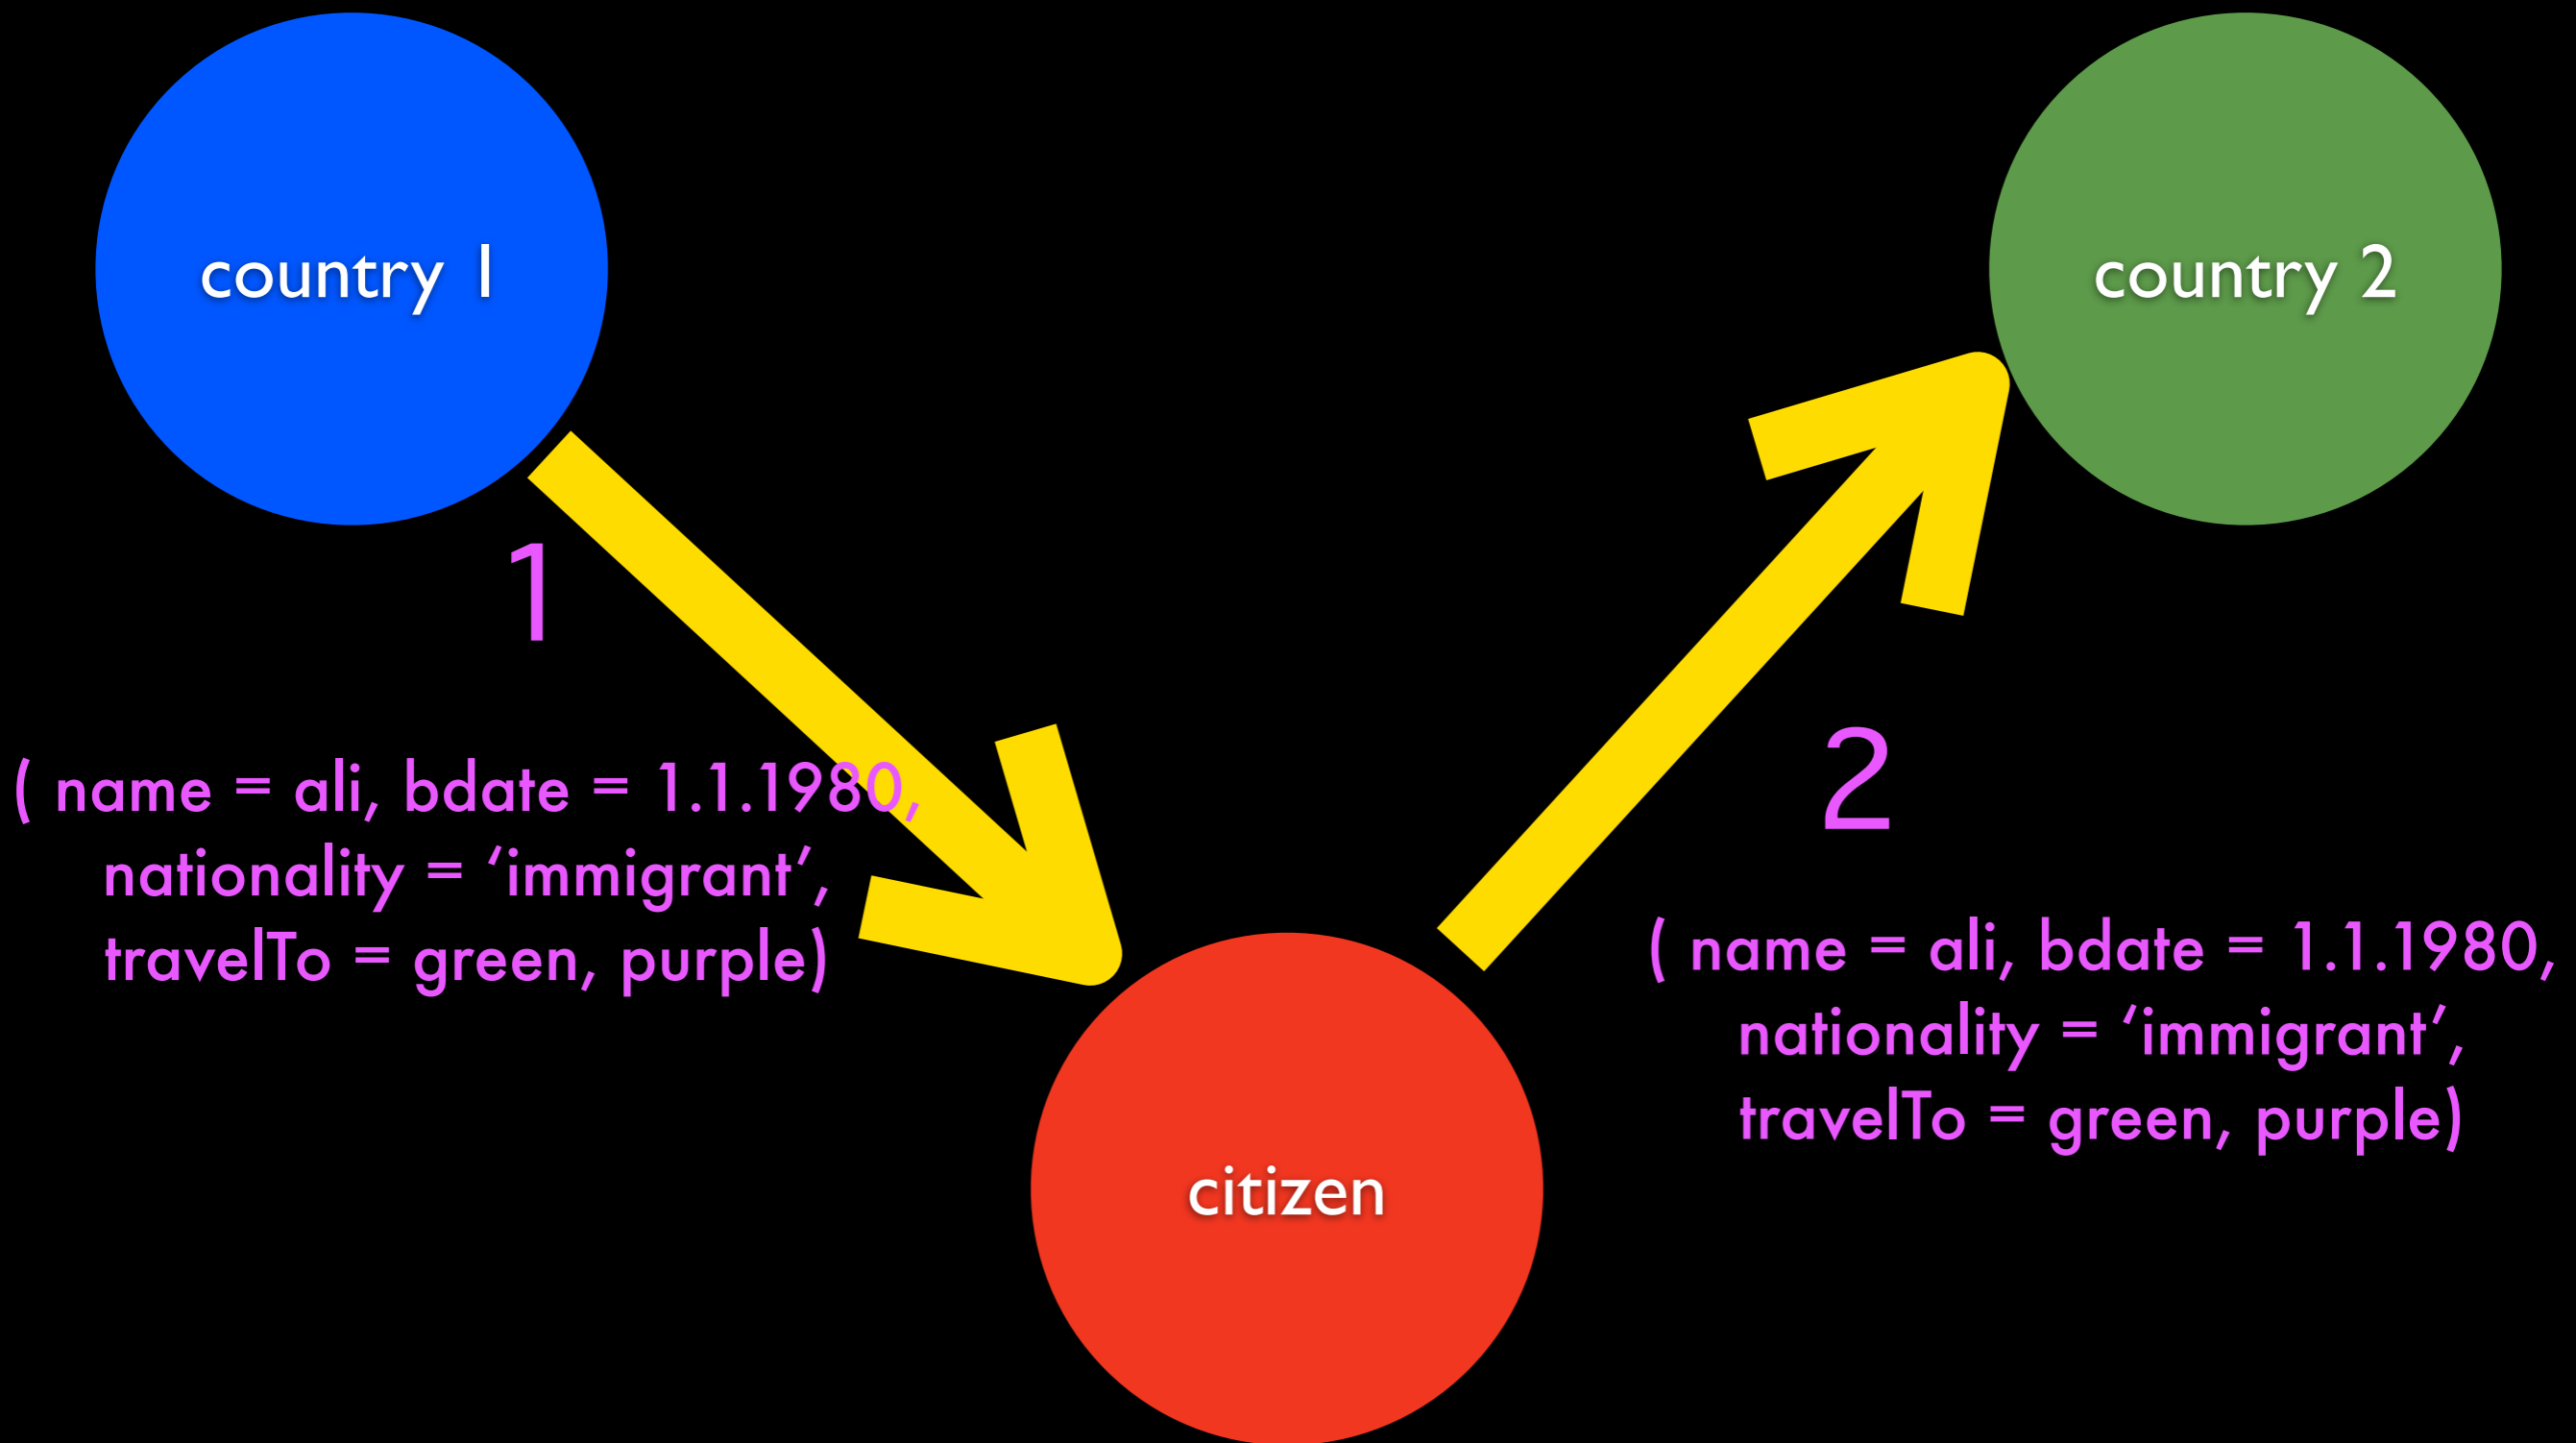 country 1
country 2
1
( name = ali, bdate = 1.1.1980,
nationality = ‘immigrant’,
travelTo = green, purple)
2
( name = ali, bdate = 1.1.1980,
nationality = ‘immigrant’,
travelTo = green, purple)
citizen